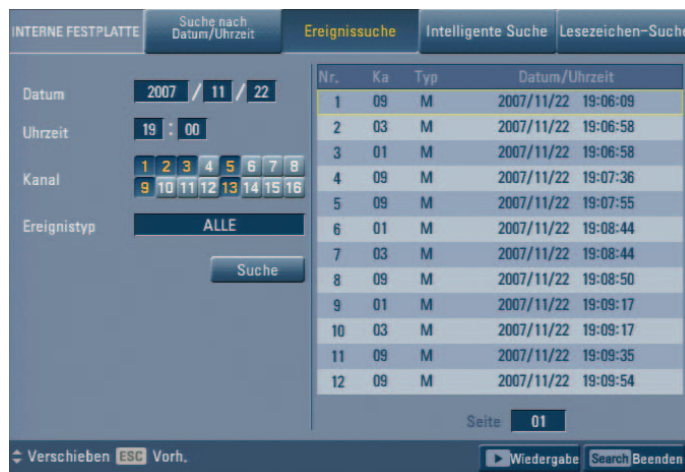 INTERNE FESTPLATTE
Suche nach
Datum/Uhrzeit
Ereignissuche
Intelligente Suche
Lesezeichen-Suche
Datum 2007 / 11 / 22
Uhrzeit 19 : 00
Kanal
1 2 3 4 5 6 7 8
9 10 11 12 13 14 15 16
Ereignistyp ALLE
Suche
Nr. Ka Typ Datum/Uhrzeit
1 09 M 2007/11/22 19:06:09
2 03 M 2007/11/22 19:06:58
3 01 M 2007/11/22 19:06:58
4 09 M 2007/11/22 19:07:36
5 09 M 2007/11/22 19:07:55
6 01 M 2007/11/22 19:08:44
7 03 M 2007/11/22 19:08:44
8 09 M 2007/11/22 19:08:50
9 01 M 2007/11/22 19:09:17
10 03 M 2007/11/22 19:09:17
11 09 M 2007/11/22 19:09:35
12 09 M 2007/11/22 19:09:54
Seite 01
Verschieben ESC Vorh.
Wiedergabe Search Beenden